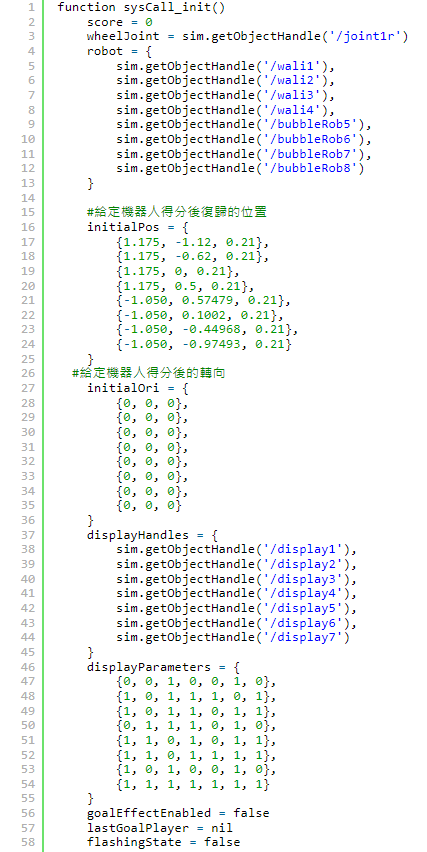 1 function sysCall_init()
2     score = 0
3     wheelJoint = sim.getObjectHandle('/joint1r')
4     robot = {
5         sim.getObjectHandle('/wali1'),
6         sim.getObjectHandle('/wali2'),
7         sim.getObjectHandle('/wali3'),
8         sim.getObjectHandle('/wali4'),
9         sim.getObjectHandle('/bubbleRob5'),
10         sim.getObjectHandle('/bubbleRob6'),
11         sim.getObjectHandle('/bubbleRob7'),
12         sim.getObjectHandle('/bubbleRob8')
13     }
14
15     #給定機器人得分後復歸的位置
16     initialPos = {
17         {1.175, -1.12, 0.21},
18         {1.175, -0.62, 0.21},
19         {1.175, 0, 0.21},
20         {1.175, 0.5, 0.21},
21         {-1.050, 0.57479, 0.21},
22         {-1.050, 0.1002, 0.21},
23         {-1.050, -0.44968, 0.21},
24         {-1.050, -0.97493, 0.21}
25     }
26   #給定機器人得分後的轉向
27     initialOri = {
28         {0, 0, 0},
29         {0, 0, 0},
30         {0, 0, 0},
31         {0, 0, 0},
32         {0, 0, 0},
33         {0, 0, 0},
34         {0, 0, 0},
35         {0, 0, 0}
36     }
37     displayHandles = {
38         sim.getObjectHandle('/display1'),
39         sim.getObjectHandle('/display2'),
40         sim.getObjectHandle('/display3'),
41         sim.getObjectHandle('/display4'),
42         sim.getObjectHandle('/display5'),
43         sim.getObjectHandle('/display6'),
44         sim.getObjectHandle('/display7')
45     }
46     displayParameters = {
47         {0, 0, 1, 0, 0, 1, 0},
48         {1, 0, 1, 1, 1, 0, 1},
49         {1, 0, 1, 1, 0, 1, 1},
50         {0, 1, 1, 1, 0, 1, 0},
51         {1, 1, 0, 1, 0, 1, 1},
52         {1, 1, 0, 1, 1, 1, 1},
53         {1, 0, 1, 0, 0, 1, 0},
54         {1, 1, 1, 1, 1, 1, 1}
55     }
56     goalEffectEnabled = false
57     lastGoalPlayer = nil
58     flashingState = false